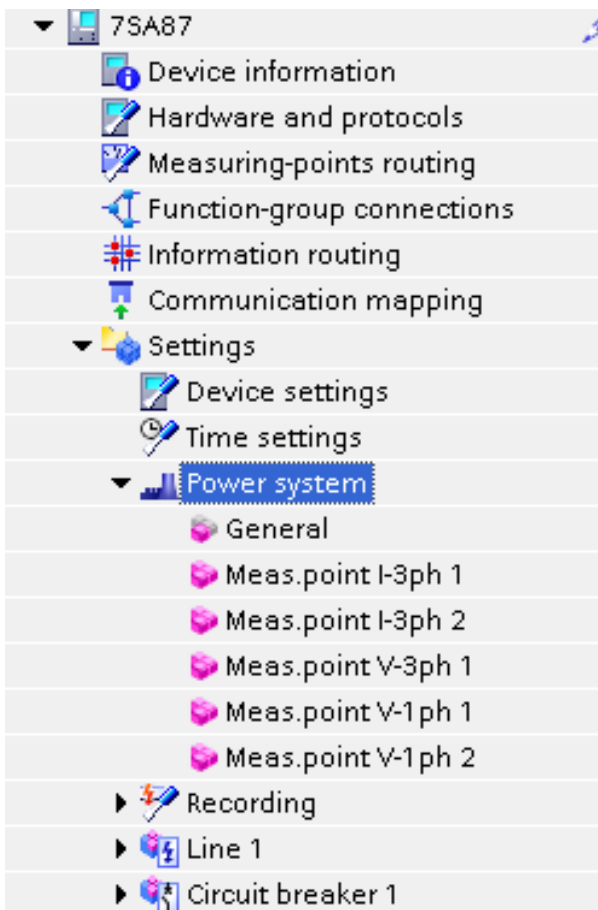 7SA87
Device information
Hardware and protocols
Measuring-points routing
Function-group connections
Information routing
Communication mapping
Settings
Device settings
Time settings
Power system
General
Meas.point I-3ph 1
Meas.point I-3ph 2
Meas.point V-3ph 1
Meas.point V-1ph 1
Meas.point V-1ph 2
Recording
Line 1
Circuit breaker 1